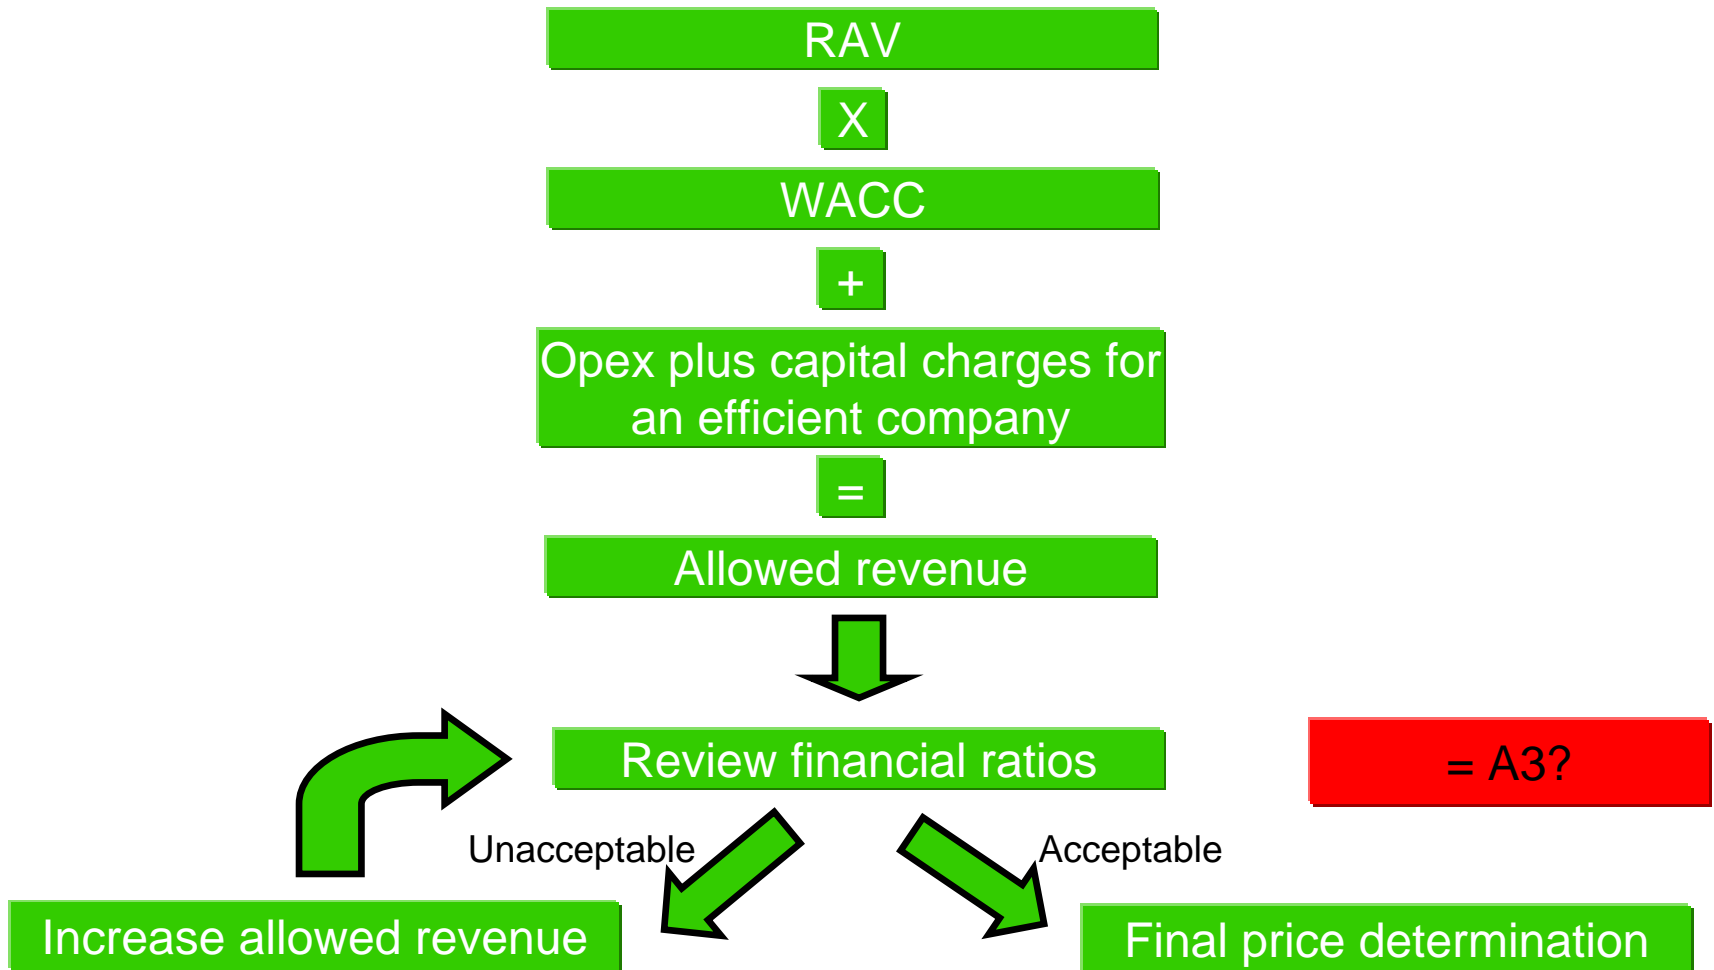 RAV
X
WACC
+
Opex plus capital charges for
an efficient company
=
Allowed revenue
Review financial ratios
= A3?
Unacceptable
Acceptable
Increase allowed revenue
Final price determination